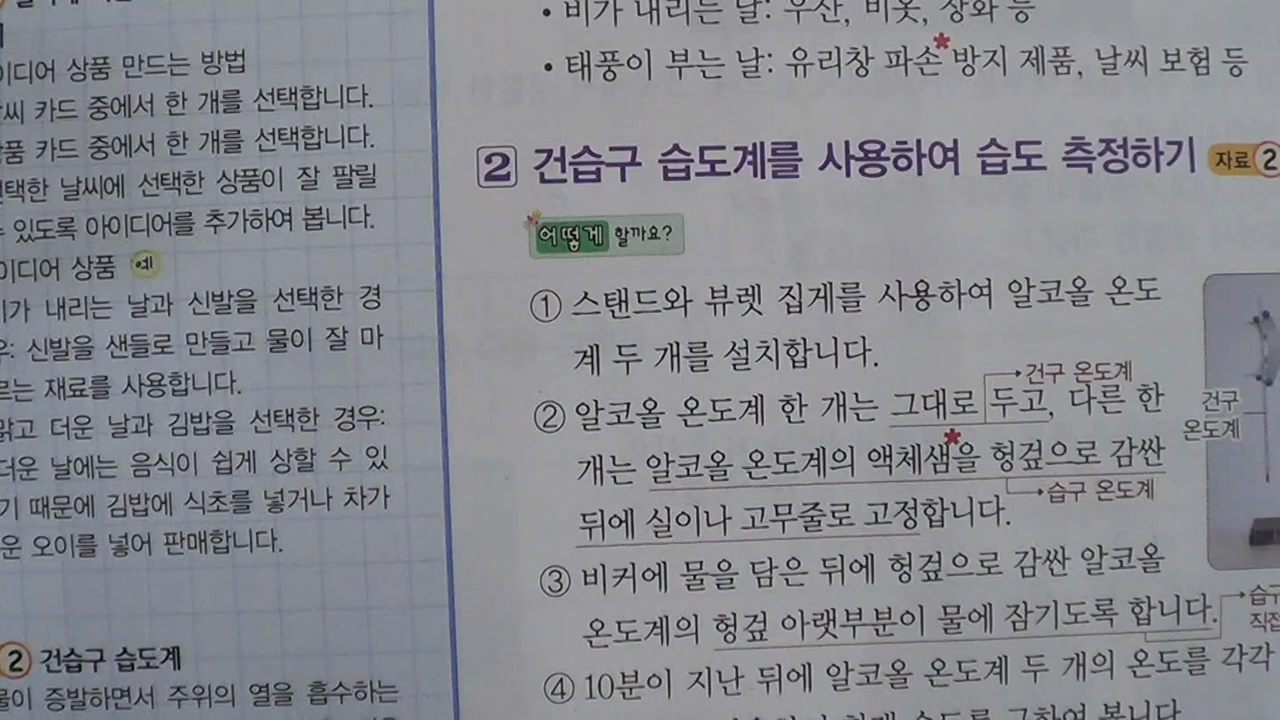 이디어 상품 만드는 방법
씨 카드 중에서 한 개를 선택합니다.
품 카드 중에서 한 개를 선택합니다.
선택한 날씨에 선택한 상품이 잘 팔릴
있도록 아이디어를 추가하여 봅니다.
이디어 상품 예
가 내리는 날과 신발을 선택한 경
우: 신발을 샌들로 만들고 물이 잘 마
르는 재료를 사용합니다.
맑고 더운 날과 김밥을 선택한 경우:
더운 날에는 음식이 쉽게 상할 수 있
기 때문에 김밥에 식초를 넣거나 차가
운 오이를 넣어 판매합니다.
2 건습구 습도계
물이 증발하면서 주위의 열을 흡수하는
• 비가 내리는 날: 우산, 비옷, 장화 등
• 태풍이 부는 날: 유리창 파손* 방지 제품, 날씨 보험 등
2 건습구 습도계를 사용하여 습도 측정하기 자료 2
어떻게 할까요?
① 스탠드와 뷰렛 집게를 사용하여 알코올 온도
계 두 개를 설치합니다.
→건구 온도계
② 알코올 온도계 한 개는 그대로 두고, 다른 한
개는 알코올 온도계의 액체샘*을 헝겊으로 감싼
→습구 온도계
뒤에 실이나 고무줄로 고정합니다.
③ 비커에 물을 담은 뒤에 헝겊으로 감싼 알코올
온도계의 헝겊 아랫부분이 물에 잠기도록 합니다.
④ 10분이 지난 뒤에 알코올 온도계 두 개의 온도를 각각
건구
온도계
→습구
직접